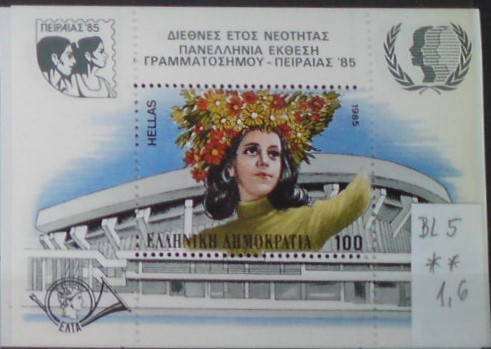 ΠΕΙΡΑΙΑΣ '85
ΔΙΕΘΝΕΣ ΕΤΟΣ ΝΕΟΤΗΤΑΣ
ΠΑΝΕΛΛΗΝΙΑ ΕΚΘΕΣΗ
ΓΡΑΜΜΑΤΟΣΗΜΟΥ - ΠΕΙΡΑΙΑΣ '85
HELLAS
1985
ΕΛΛΗΝΙΚΗ ΔΗΜΟΚΡΑΤΙΑ 100
ΕΛΤΑ
BL 5
**
1,6